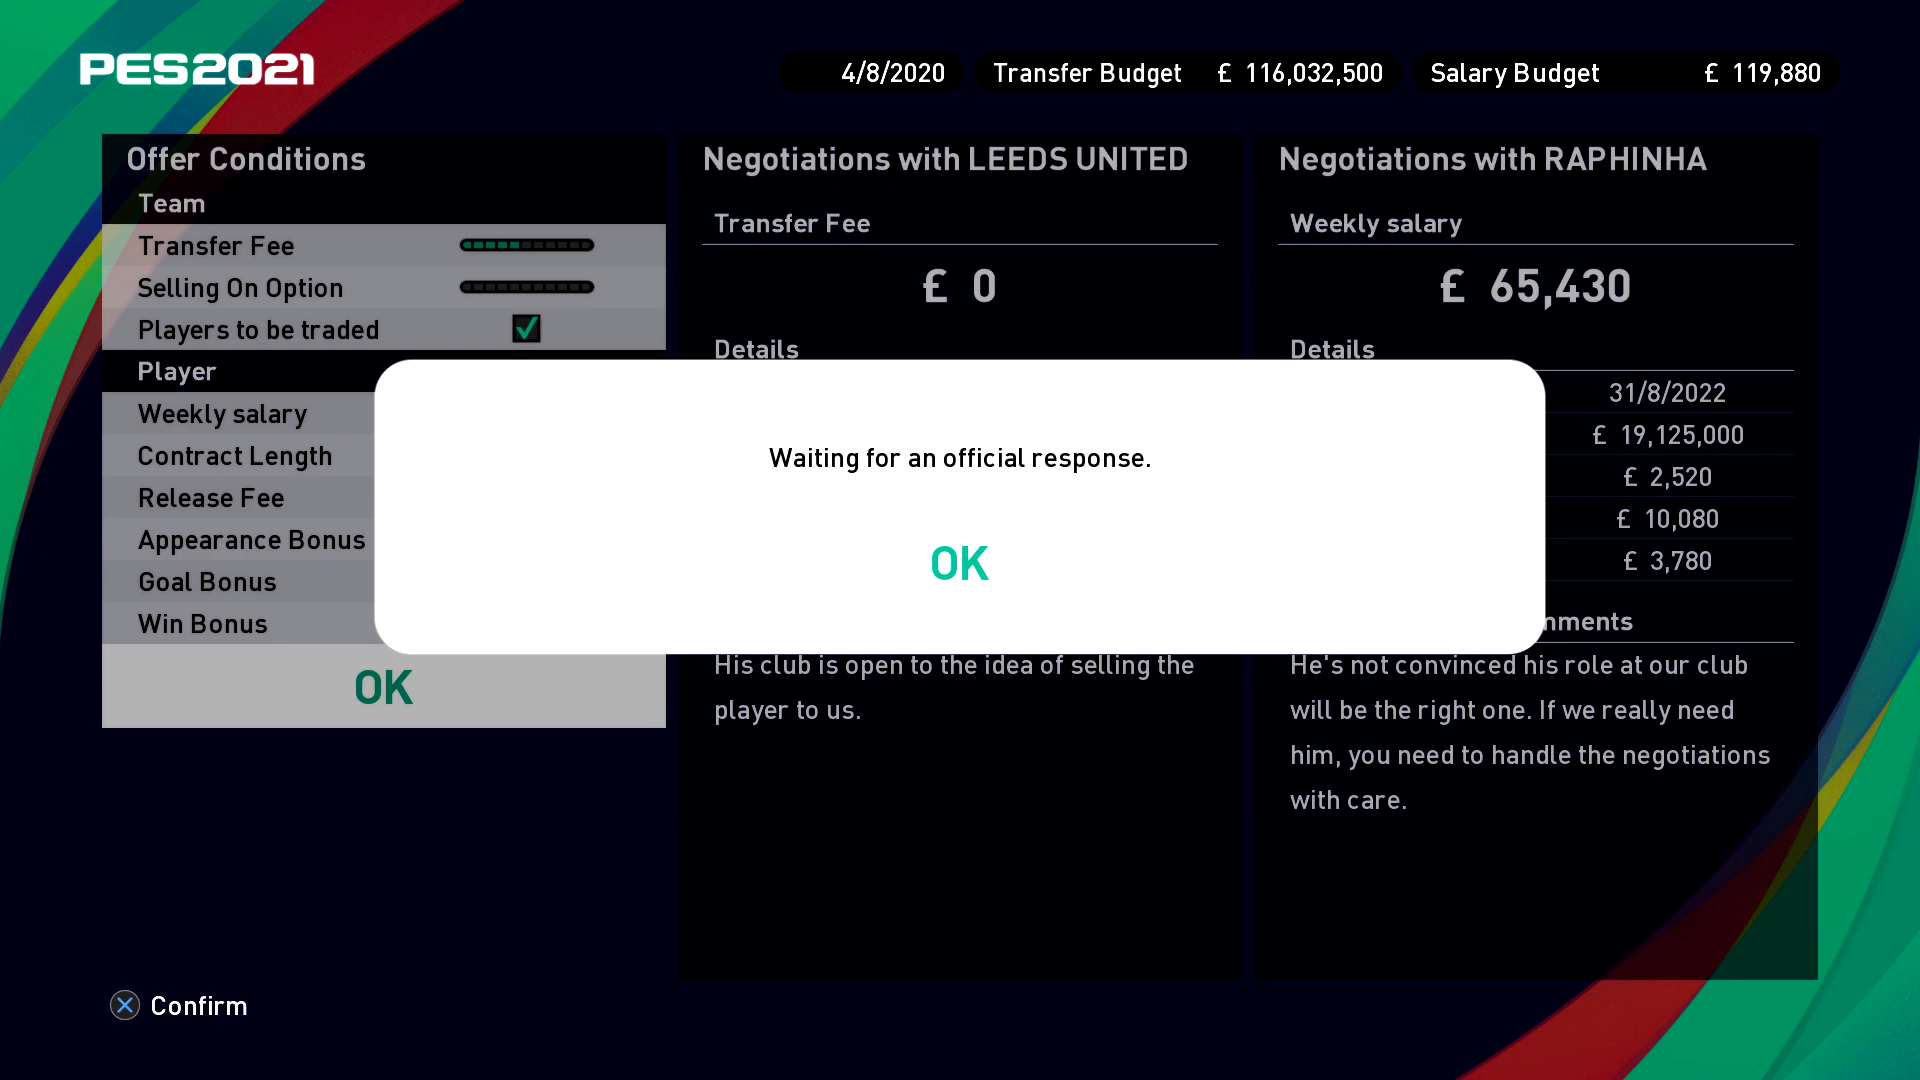 PES2021
4/8/2020 Transfer Budget £ 116,032,500 Salary Budget £ 119,880
Offer Conditions
Team
Transfer Fee
Selling On Option
Players to be traded
Player
Weekly salary
Contract Length
Release Fee
Appearance Bonus
Goal Bonus
Win Bonus
OK
Negotiations with LEEDS UNITED
Transfer Fee
£ 0
Details
His club is open to the idea of selling the
player to us.
Negotiations with RAPHINHA
Weekly salary
£ 65,430
Details
31/8/2022
£ 19,125,000
£ 2,520
£ 10,080
£ 3,780
He's not convinced his role at our club
will be the right one. If we really need
him, you need to handle the negotiations
with care.
Waiting for an official response.
OK
Confirm